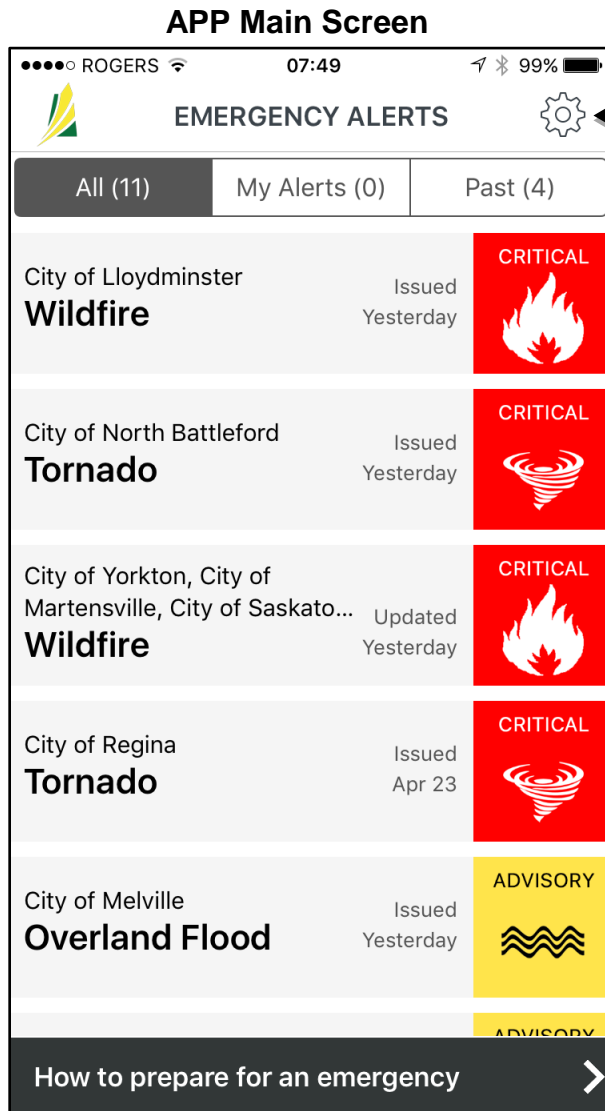 APP Main Screen
ROGERS 07:49 99%
EMERGENCY ALERTS
All (11) My Alerts (0) Past (4)
CRITICAL
City of Lloydminster
Wildfire
Issued
Yesterday
CRITICAL
City of North Battleford
Tornado
Issued
Yesterday
CRITICAL
City of Yorkton, City of
Martensville, City of Saskato...
Wildfire
Updated
Yesterday
CRITICAL
City of Regina
Tornado
Issued
Apr 23
ADVISORY
City of Melville
Overland Flood
Issued
Yesterday
ADVISORY
How to prepare for an emergency